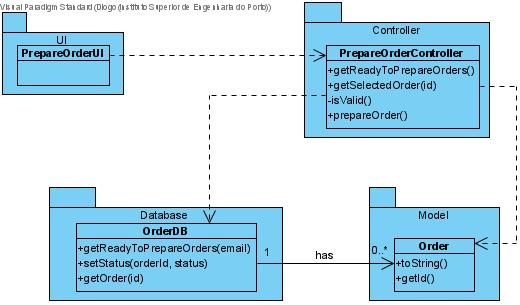 Visual Paradigm Standard (Diogo (Instituto Superior de Engenharia do Porto))
UI
PrepareOrderUI
Controller
PrepareOrderController
+getReadyToPrepareOrders()
+getSelectedOrder(id)
-isValid()
+prepareOrder()
Database
OrderDB
+getReadyToPrepareOrders(email)
+setStatus(orderId, status)
+getOrder(id)
1
has
0..*
Model
Order
+toString()
+getId()